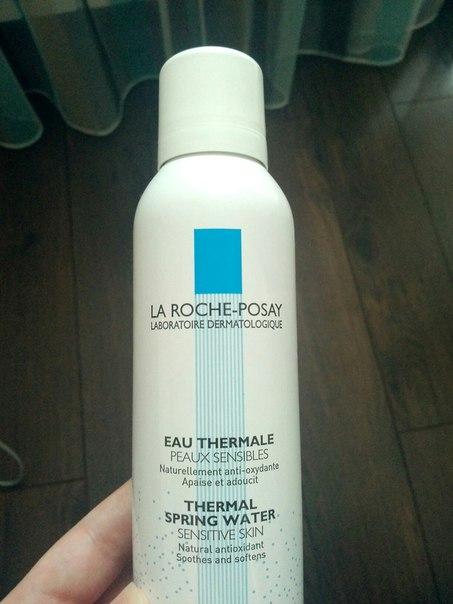 LA ROCHE-POSAY
LABORATOIRE DERMATOLOGIQUE
EAU THERMALE
PEAUX SENSIBLES
Naturellement anti-oxydante
Apaise et adoucit
THERMAL
SPRING WATER
SENSITIVE SKIN
Natural antioxidant
Soothes and softens